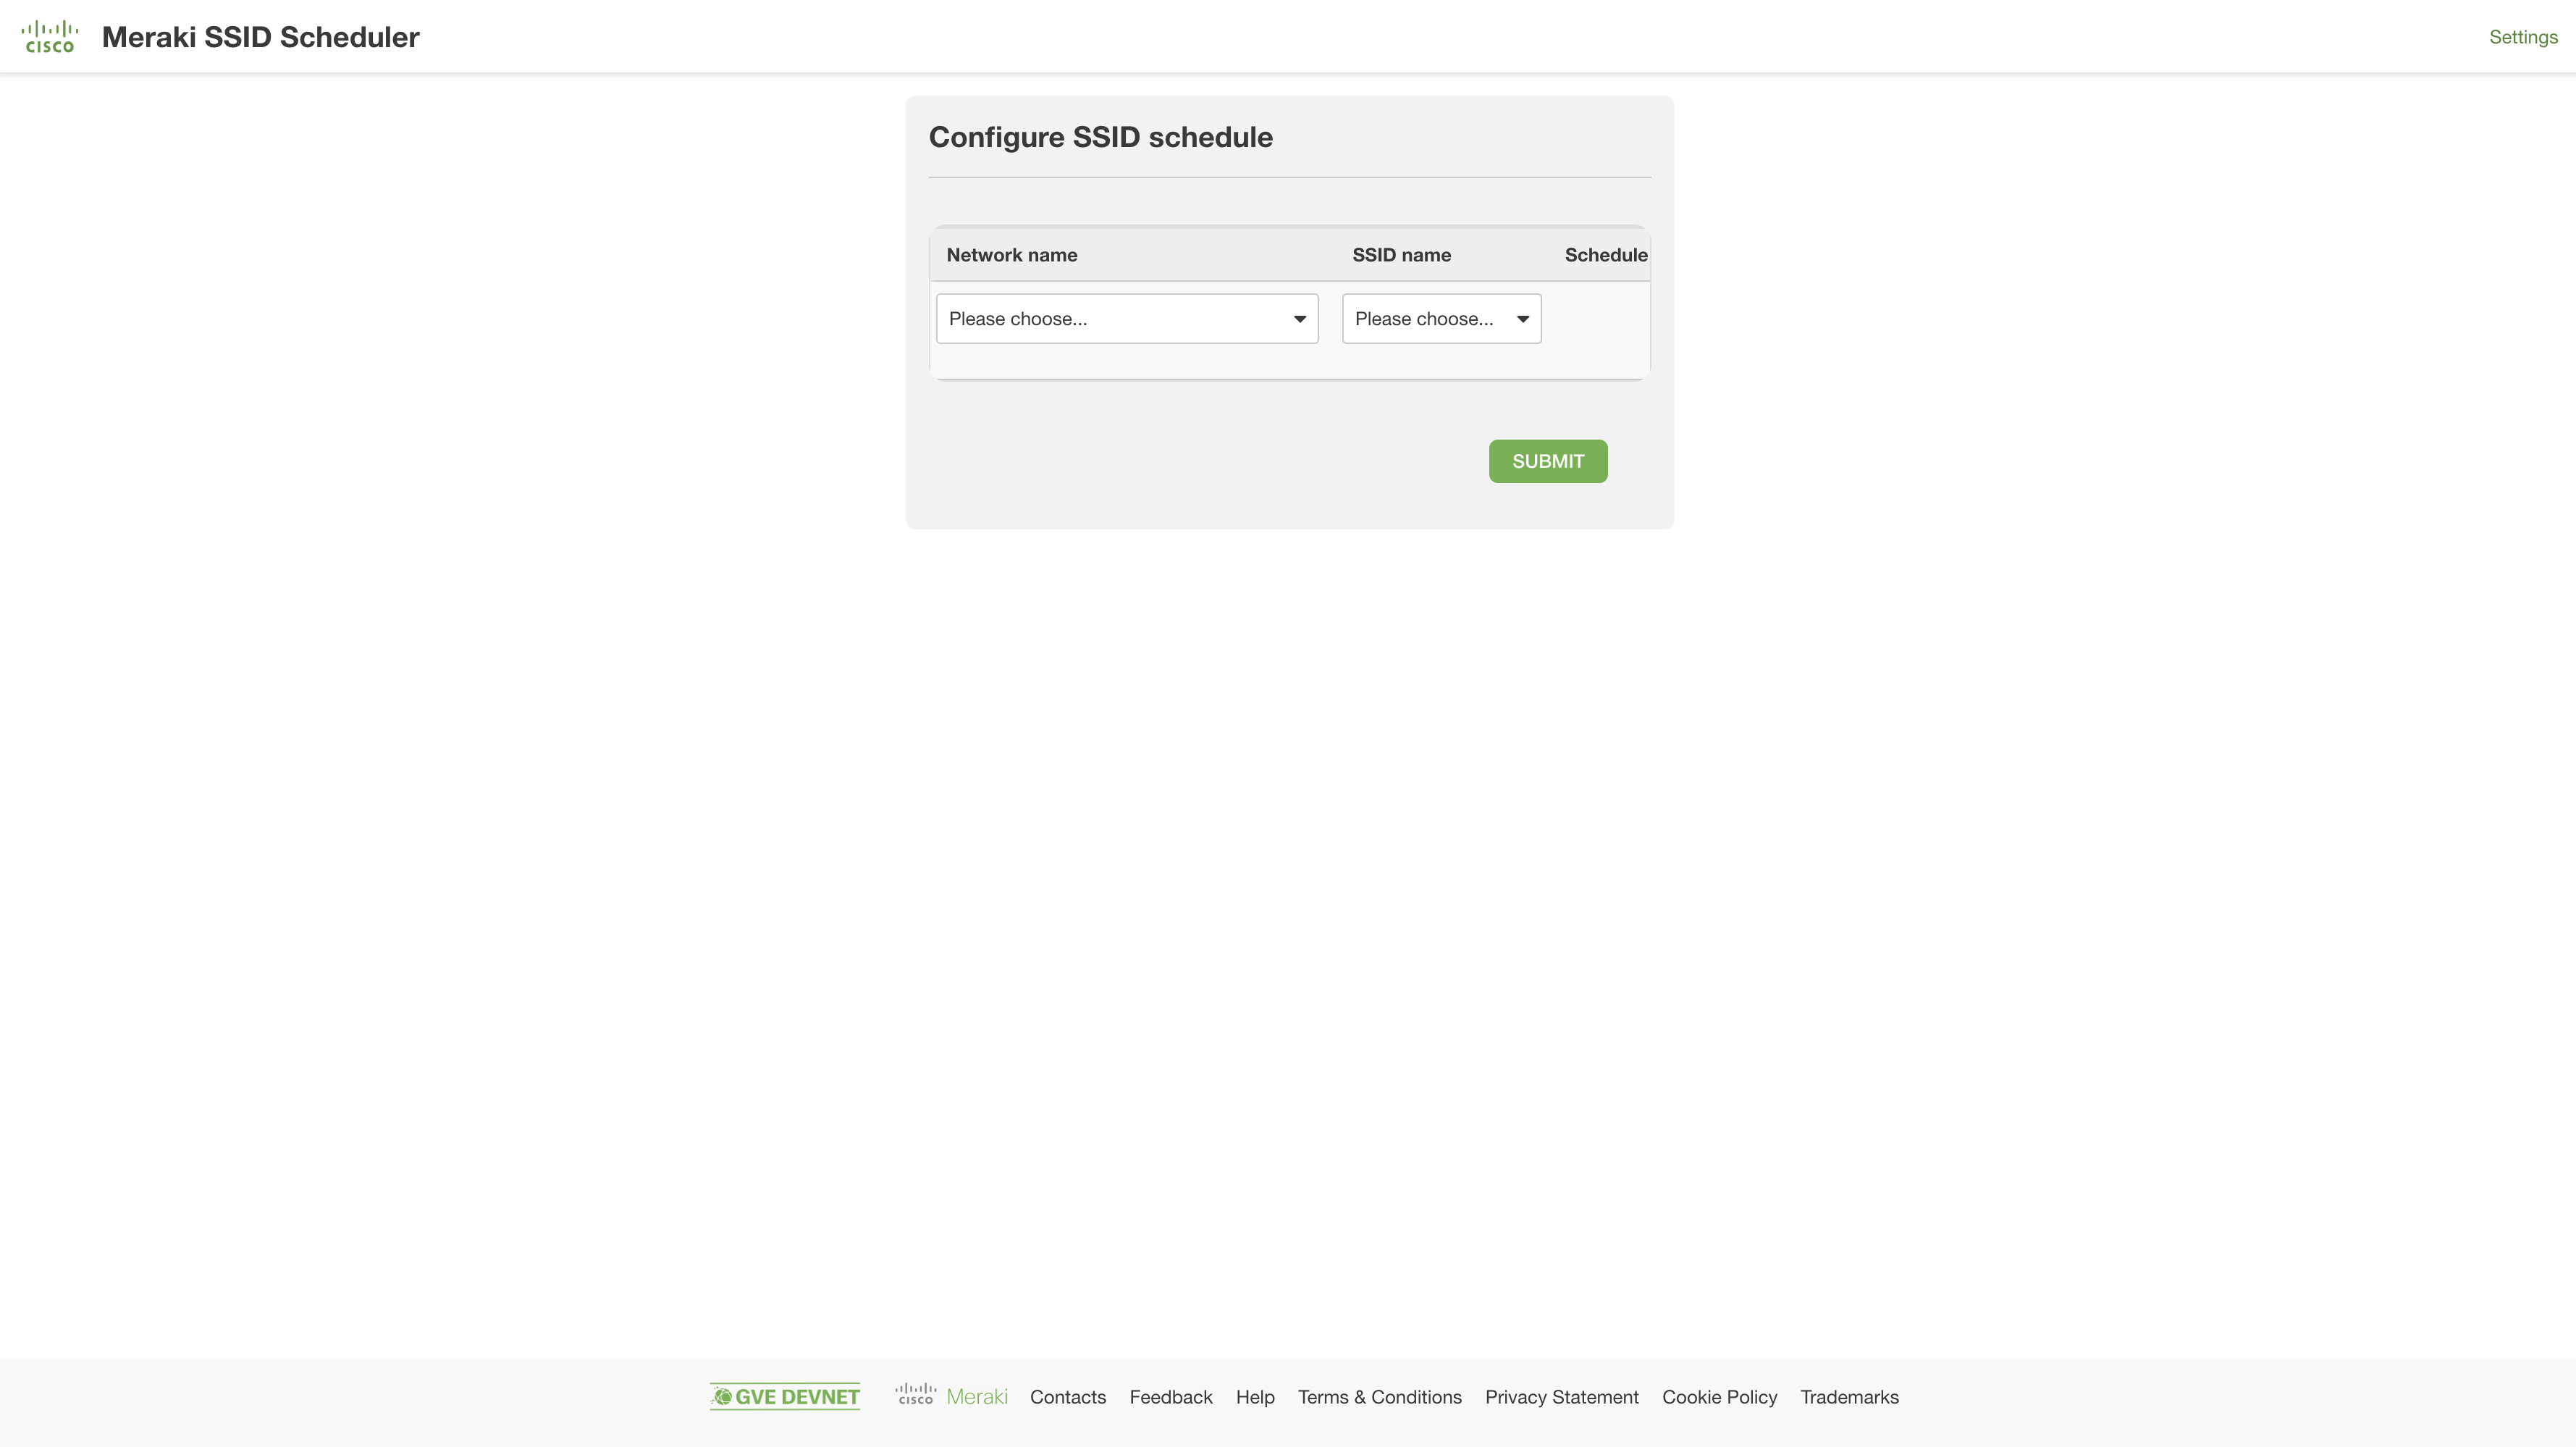 CISCO Meraki SSID Scheduler Settings
Configure SSID schedule
Network name SSID name Schedule
Please choose... Please choose...
SUBMIT
GVE DEVNET CISCO Meraki Contacts Feedback Help Terms & Conditions Privacy Statement Cookie Policy Trademarks